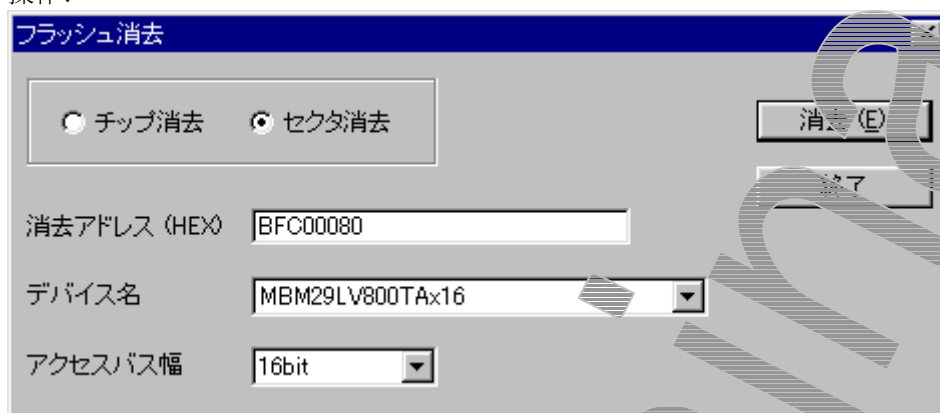 フラッシュ消去
チップ消去 セクタ消去
消去 (E)
終了
消去アドレス (HEX) BFC00080
デバイス名 MBM29LV800TAx16
アクセスバス幅 16bit